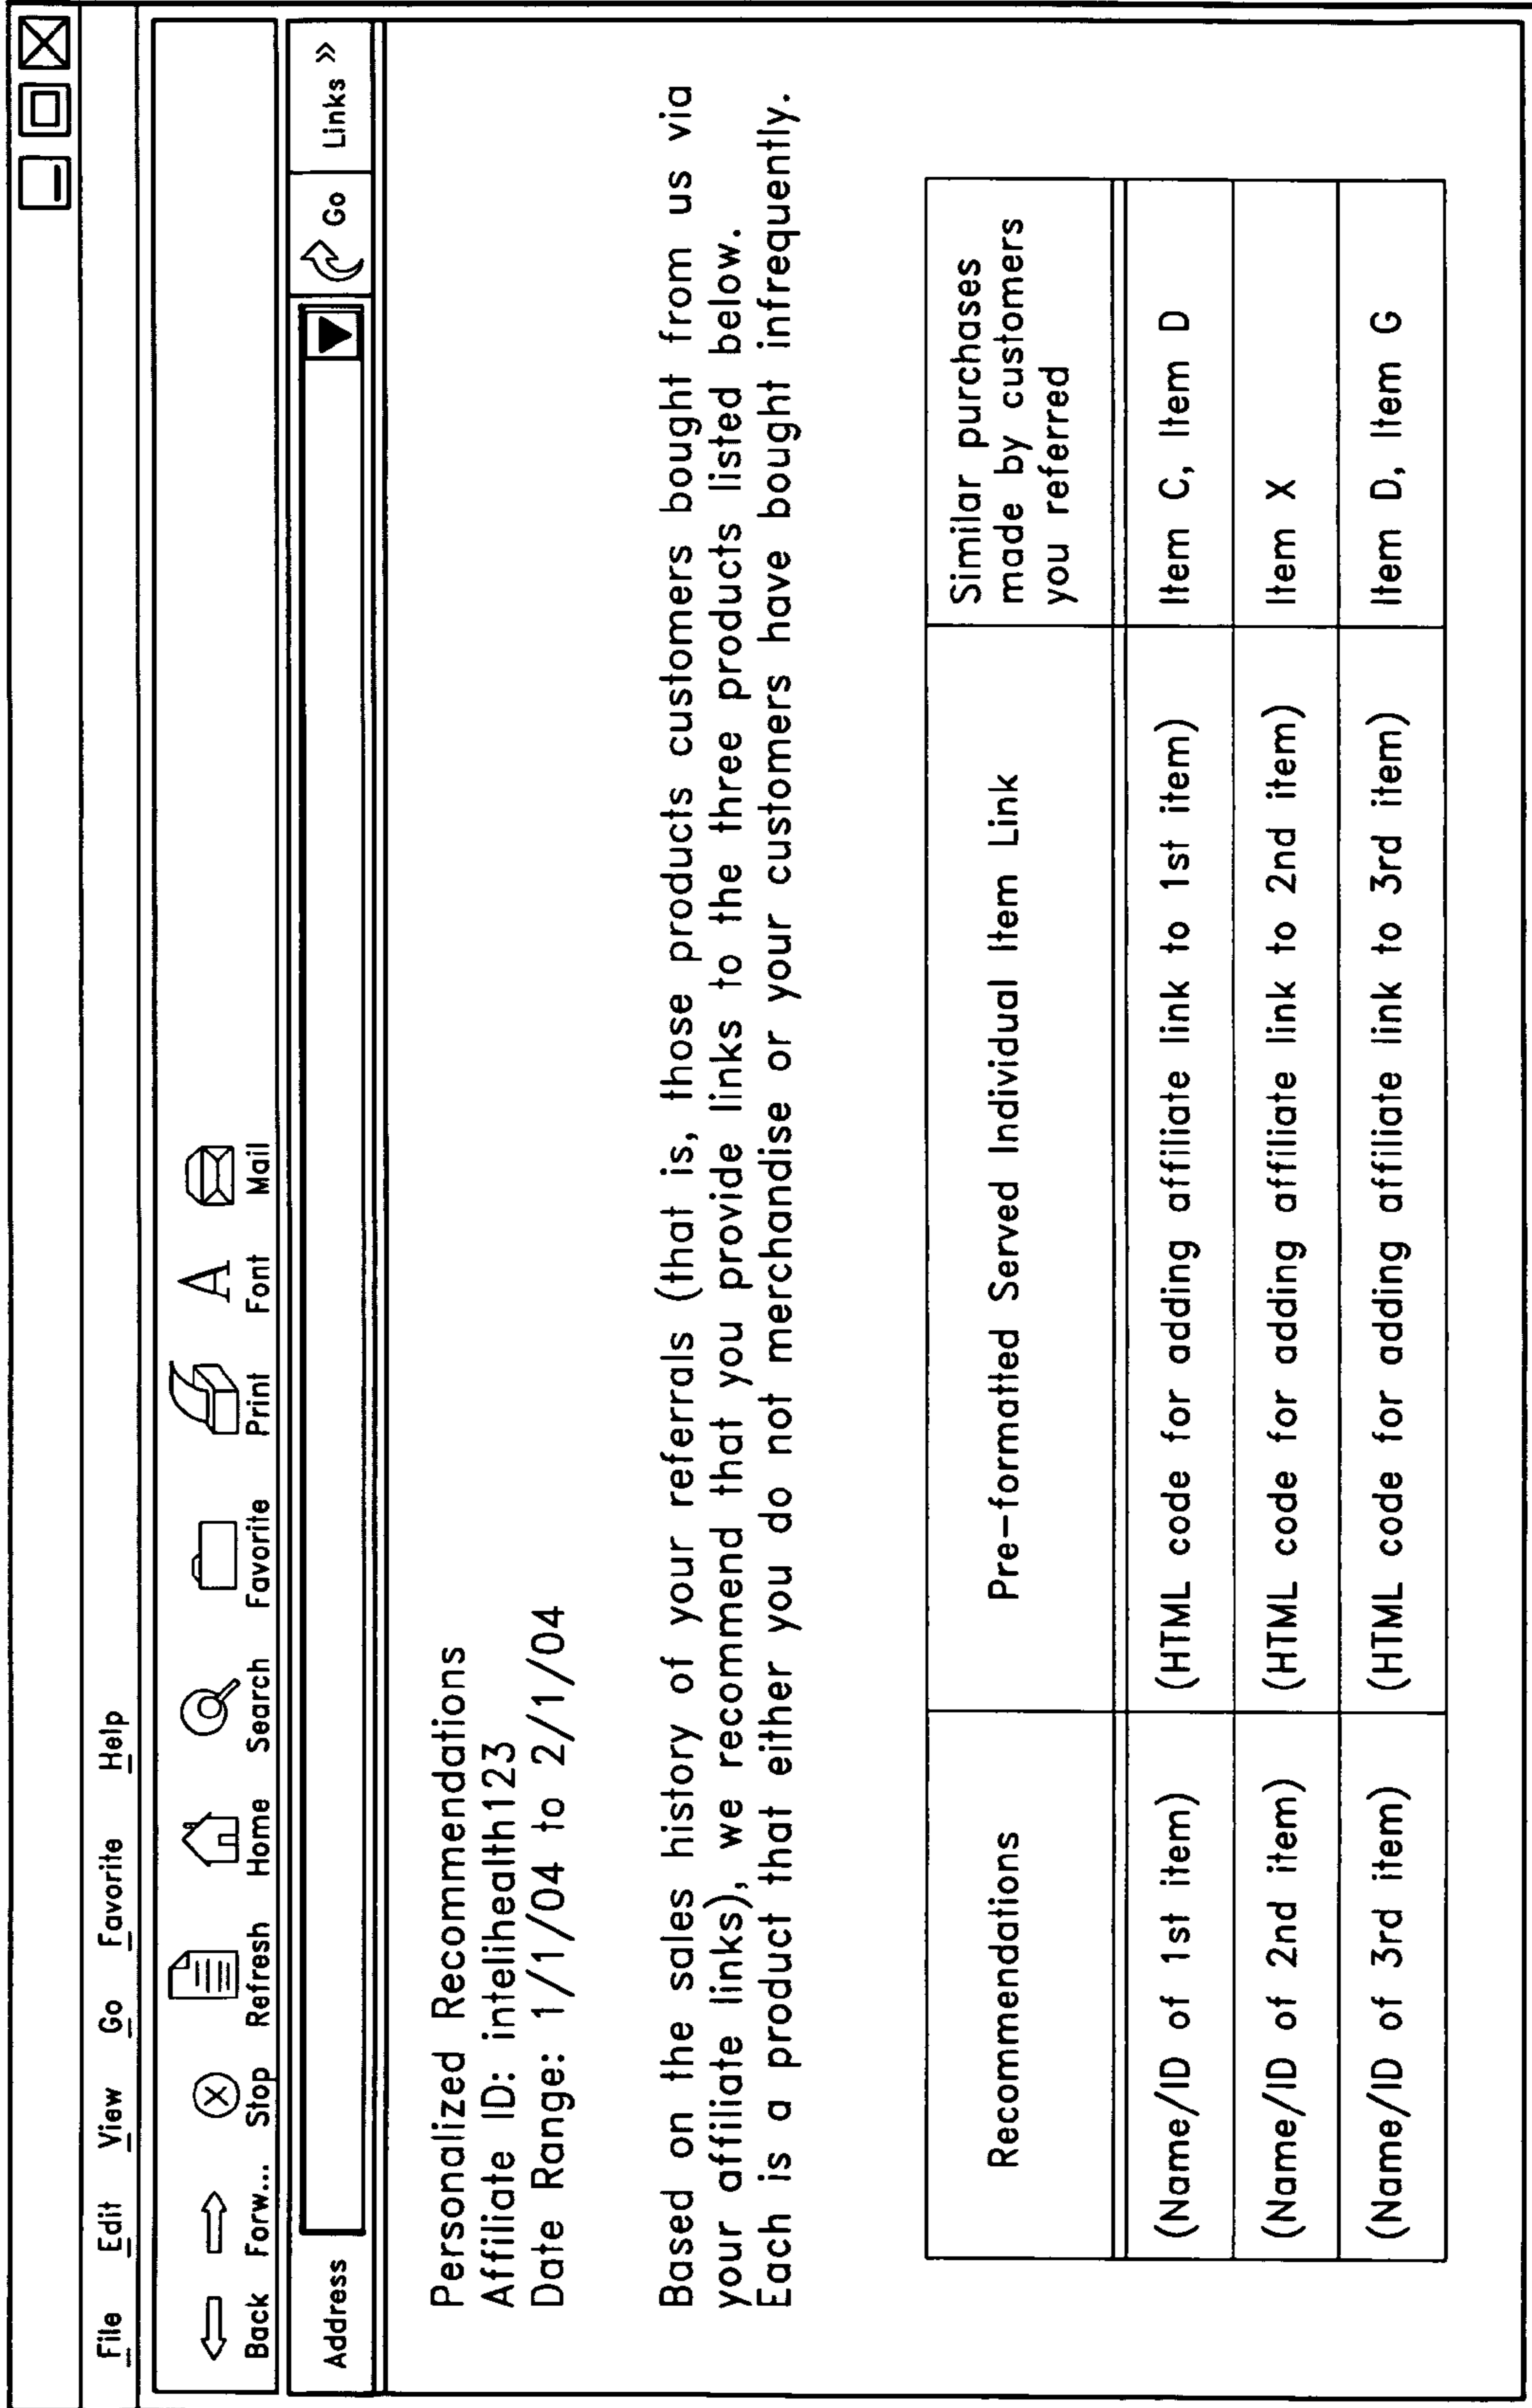 File Edit View Go Favorite Help
Back Forw... Stop Refresh Home Search Favorite Print Font Mail
Address Go Links »
Personalized Recommendations
Affiliate ID: intelihealth123
Date Range: 1/1/04 to 2/1/04
Based on the sales history of your referrals (that is, those products customers bought from us via
your affiliate links), we recommend that you provide links to the three products listed below.
Each is a product that either you do not merchandise or your customers have bought infrequently.
Recommendations Pre-formatted Served Individual Item Link Similar purchases
made by customers
you referred
(Name/ID of 1st item) (HTML code for adding affiliate link to 1st item) Item C, Item D
(Name/ID of 2nd item) (HTML code for adding affiliate link to 2nd item) Item X
(Name/ID of 3rd item) (HTML code for adding affiliate link to 3rd item) Item D, Item G